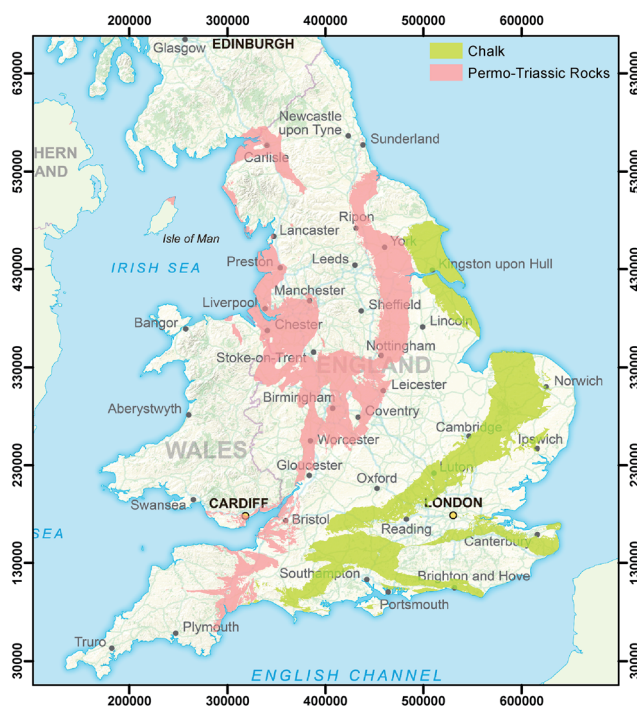 200000 300000 400000 500000 600000
Chalk
Permo-Triassic Rocks
EDINBURGH
Glasgow
630000
630000
Newcastle
upon Tyne
Sunderland
HERN
AND
Carlisle
530000
530000
Isle of Man
Ripon
Lancaster
York
IRISH SEA
Preston
Leeds
Kingston upon Hull
430000
430000
Manchester
Liverpool
Sheffield
Bangor
Chester
Lincoln
Nottingham
Stoke-on-Trent
ENGLAND
330000
330000
Leicester
Norwich
Birmingham
Aberystwyth
Coventry
Cambridge
WALES
Worcester
Ipswich
Gloucester
Luton
230000
230000
Oxford
Swansea
CARDIFF
LONDON
Bristol
Reading
SEA
Canterbury
130000
130000
Southampton
Brighton and Hove
Portsmouth
Plymouth
Truro
30000
30000
ENGLISH CHANNEL
200000 300000 400000 500000 600000